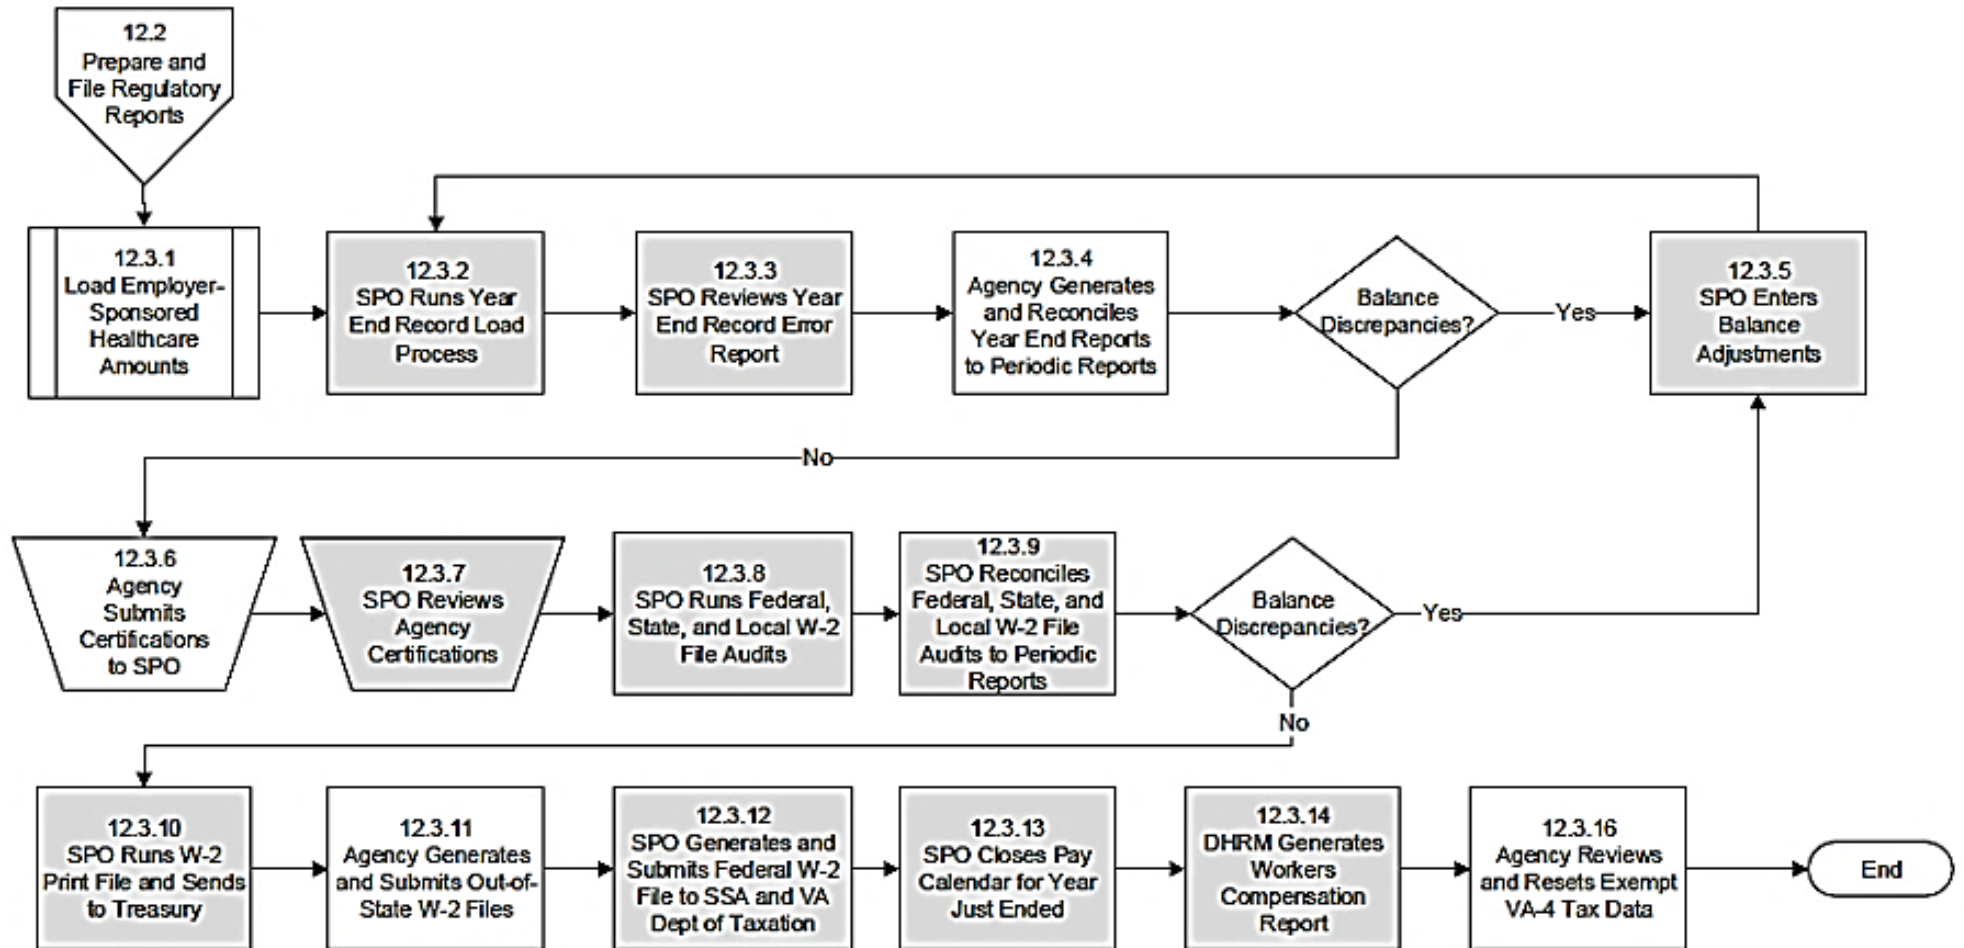 12.2
Prepare and
File Regulatory
Reports
12.3.1
Load Employer-
Sponsored
Healthcare
Amounts
12.3.2
SPO Runs Year
End Record Load
Process
12.3.3
SPO Reviews Year
End Record Error
Report
12.3.4
Agency Generates
and Reconciles
Year End Reports
to Periodic Reports
Balance
Discrepancies?
Yes
12.3.5
SPO Enters
Balance
Adjustments
No
12.3.6
Agency
Submits
Certifications
to SPO
12.3.7
SPO Reviews
Agency
Certifications
12.3.8
SPO Runs Federal,
State, and Local W-2
File Audits
12.3.9
SPO Reconciles
Federal, State, and
Local W-2 File
Audits to Periodic
Reports
Balance
Discrepancies?
Yes
No
12.3.10
SPO Runs W-2
Print File and Sends
to Treasury
12.3.11
Agency Generates
and Submits Out-of-
State W-2 Files
12.3.12
SPO Generates and
Submits Federal W-2
File to SSA and VA
Dept of Taxation
12.3.13
SPO Closes Pay
Calendar for Year
Just Ended
12.3.14
DHRM Generates
Workers
Compensation
Report
12.3.16
Agency Reviews
and Resets Exempt
VA-4 Tax Data
End